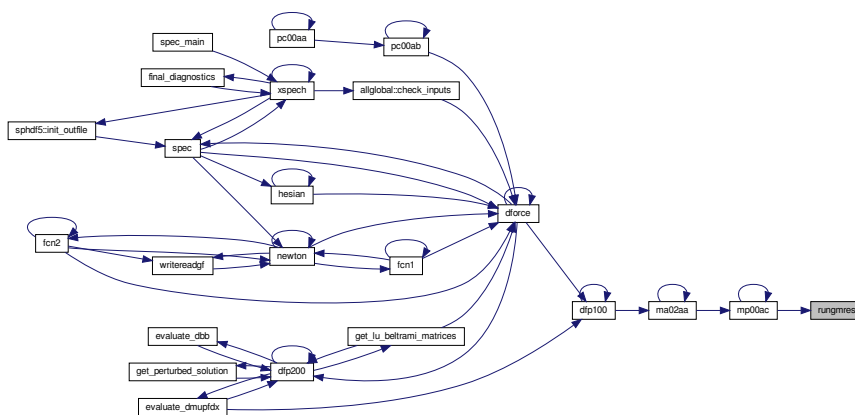 spec_main
pc00aa
pc00ab
final_diagnostics
xspech
allglobal::check_inputs
sphdf5::init_outfile
spec
hesian
dforce
fcn2
newton
writereadgf
fcn1
dfp100
ma02aa
mp00ac
rungmres
evaluate_dbb
get_lu_beltrami_matrices
get_perturbed_solution
dfp200
evaluate_dmupfdx